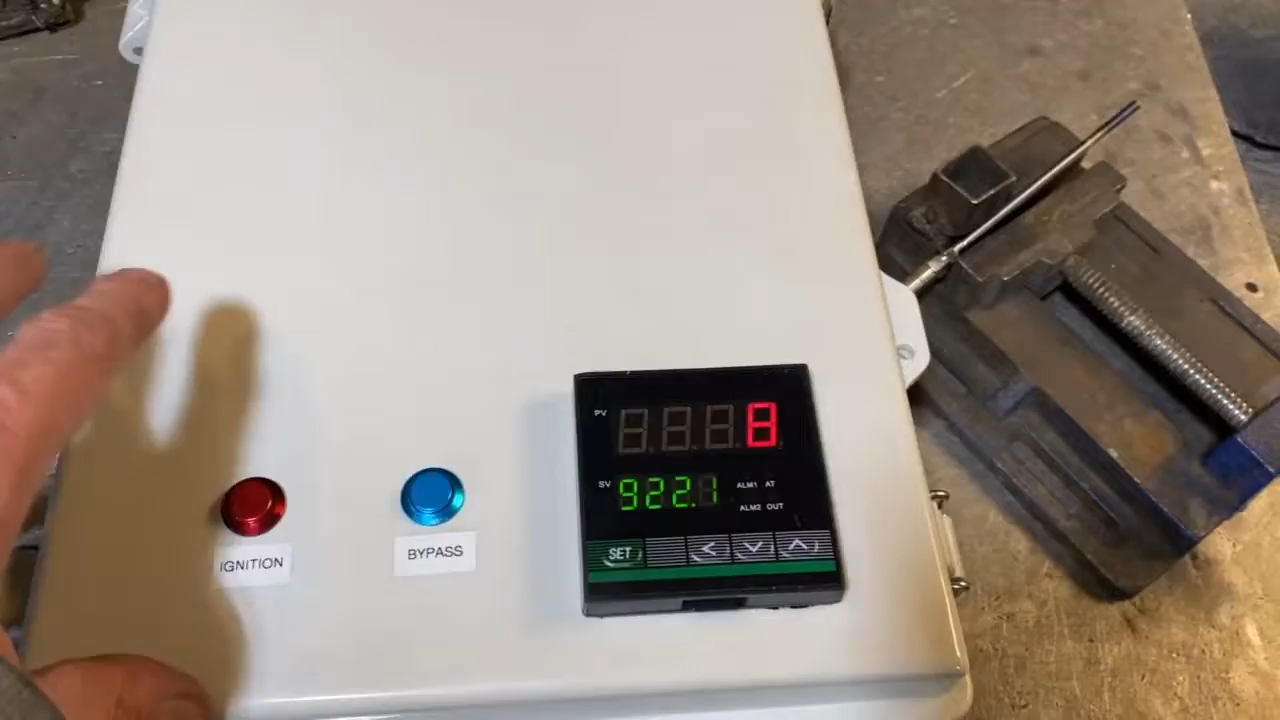 PV 8
SV 922.1 ALM1 AT
ALM2 OUT
SET
IGNITION
BYPASS